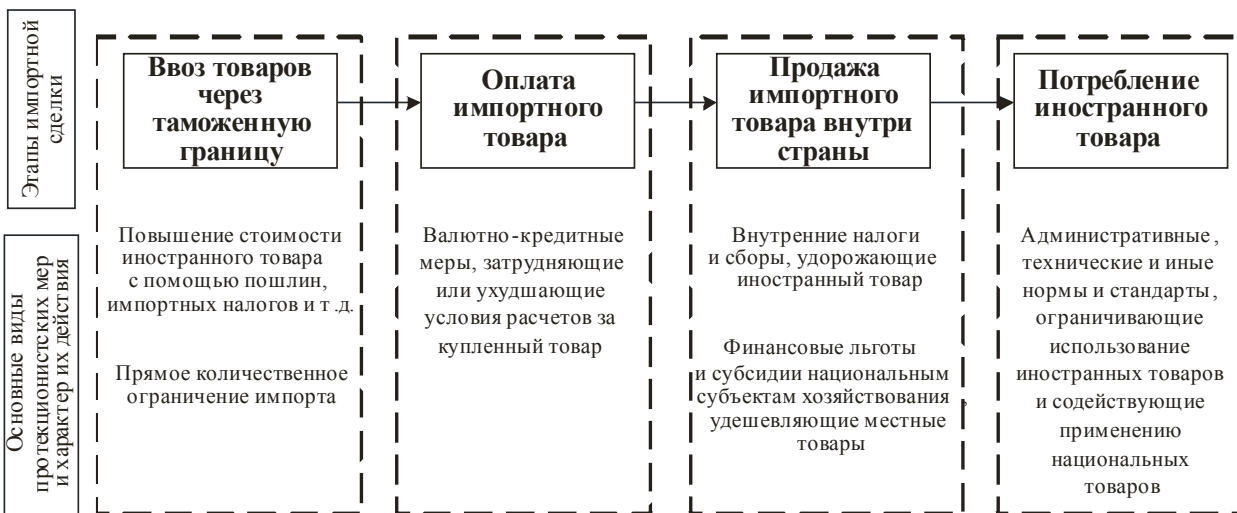 Этапы импортной
сделки
Ввоз товаров
через
таможенную
границу
Оплата
импортного
товара
Продажа
импортного
товара внутри
страны
Потребление
иностранного
товара
Основные виды
протекционистских мер
и характер их действия
Повышение стоимости
иностранного товара
с помощью пошлин,
импортных налогов и т .д.
Прямое количественное
ограничение импорта
Валютно-кредитные
меры, затрудняющие
или ухудшающие
условия расчетов за
купленный товар
Внутренние налоги
и сборы, удорожающие
иностранный товар
Финансовые льготы
и субсидии национальным
субъектам хозяйствования ,
удешевляющие местные
товары
Административные ,
технические и иные
нормы и стандарты ,
ограничивающие
использование
иностранных товаров
и содействующие
применению
национальных
товаров